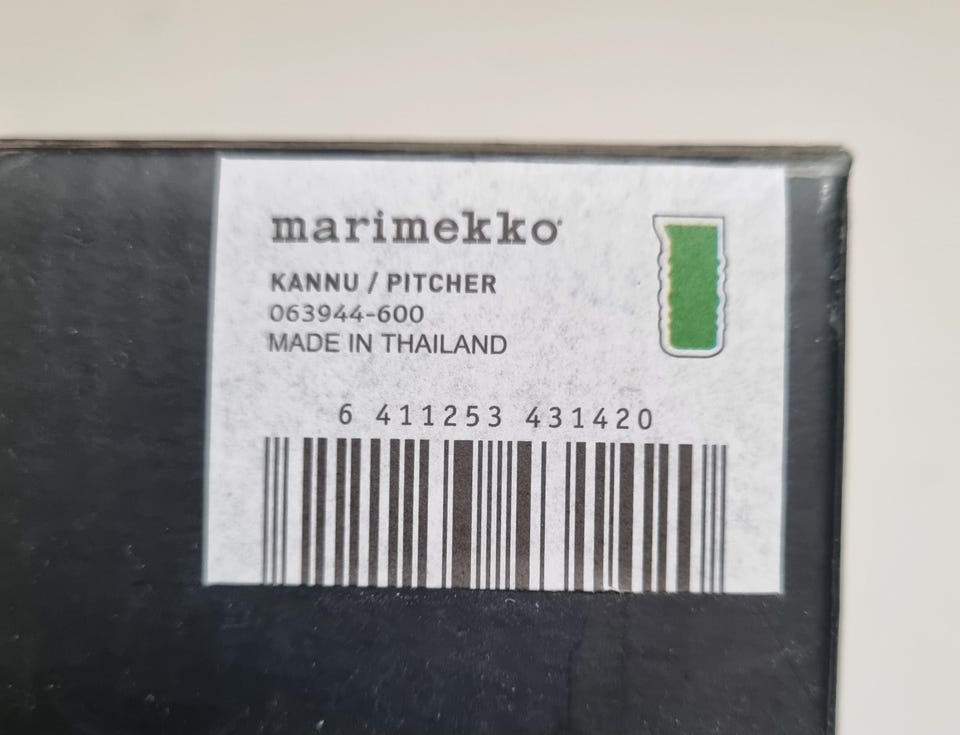 marimekko
KANNU / PITCHER
063944-600
MADE IN THAILAND
6 411253 431420